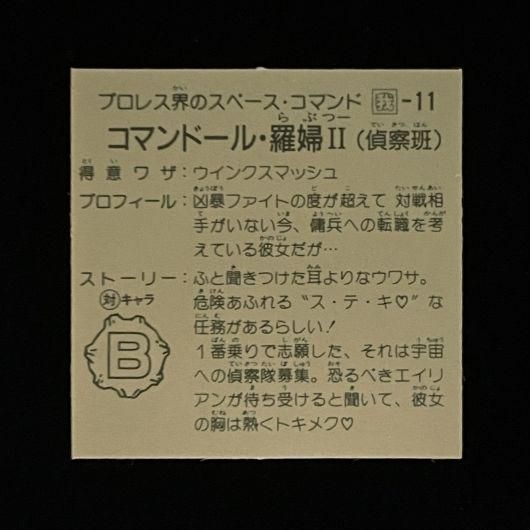 プロレス界のスペース・コマンド -11
コマンドール・羅婦II（偵察班）
得意ワザ：ウインクスマッシュ
プロフィール：凶暴ファイトの度が超えて 対戦相
手がいない今、傭兵への転職を考
えている彼女だが…
ストーリー：ふと聞きつけた耳よりなウワサ。
対キャラ
B
危険あふれる“ス・テ・キ♡”な
任務があるらしい！
1番乗りで志願した、それは宇宙
への偵察隊募集。恐るべきエイリ
アンが待ち受けると聞いて、彼女
の胸は熱くトキメク♡